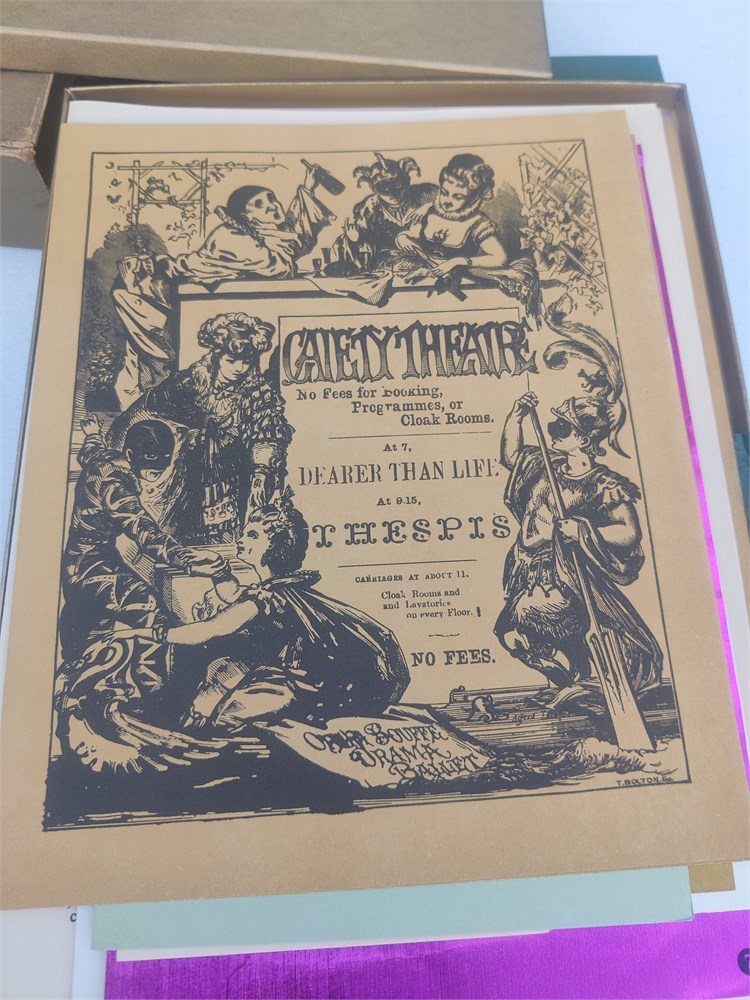 GAIETY THEATRE
No Fees for Booking,
Programmes, or
Cloak Rooms.
At 7,
DEARER THAN LIFE
At 9.15,
THESPIS
CARRIAGES AT ABOUT 11.
Cloak Rooms and
and Lavatories
on every Floor.
NO FEES.
Alfred
OPERA BOUFFE
DRAMA
BALLET
T. BOLTON. Sc.
c
7